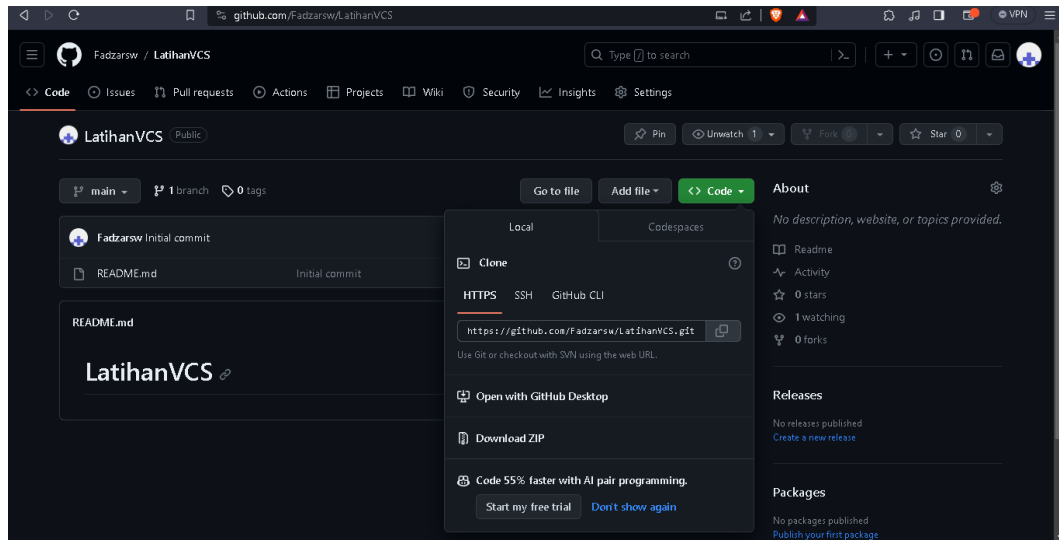 github.com/Fadzarsw/LatihanVCS
VPN
Fadzarsw / LatihanVCS
Type / to search
Code Issues Pull requests Actions Projects Wiki Security Insights Settings
LatihanVCS Public
Pin Unwatch 1 Fork 0 Star 0
main 1 branch 0 tags
Go to file Add file Code
Fadzarsw Initial commit
README.md Initial commit
README.md
LatihanVCS
Local Codespaces
Clone
HTTPS SSH GitHub CLI
https://github.com/Fadzarsw/LatihanVCS.git
Use Git or checkout with SVN using the web URL.
Open with GitHub Desktop
Download ZIP
Code 55% faster with AI pair programming.
Start my free trial Don't show again
About
No description, website, or topics provided.
Readme
Activity
0 stars
1 watching
0 forks
Releases
No releases published
Create a new release
Packages
No packages published
Publish your first package